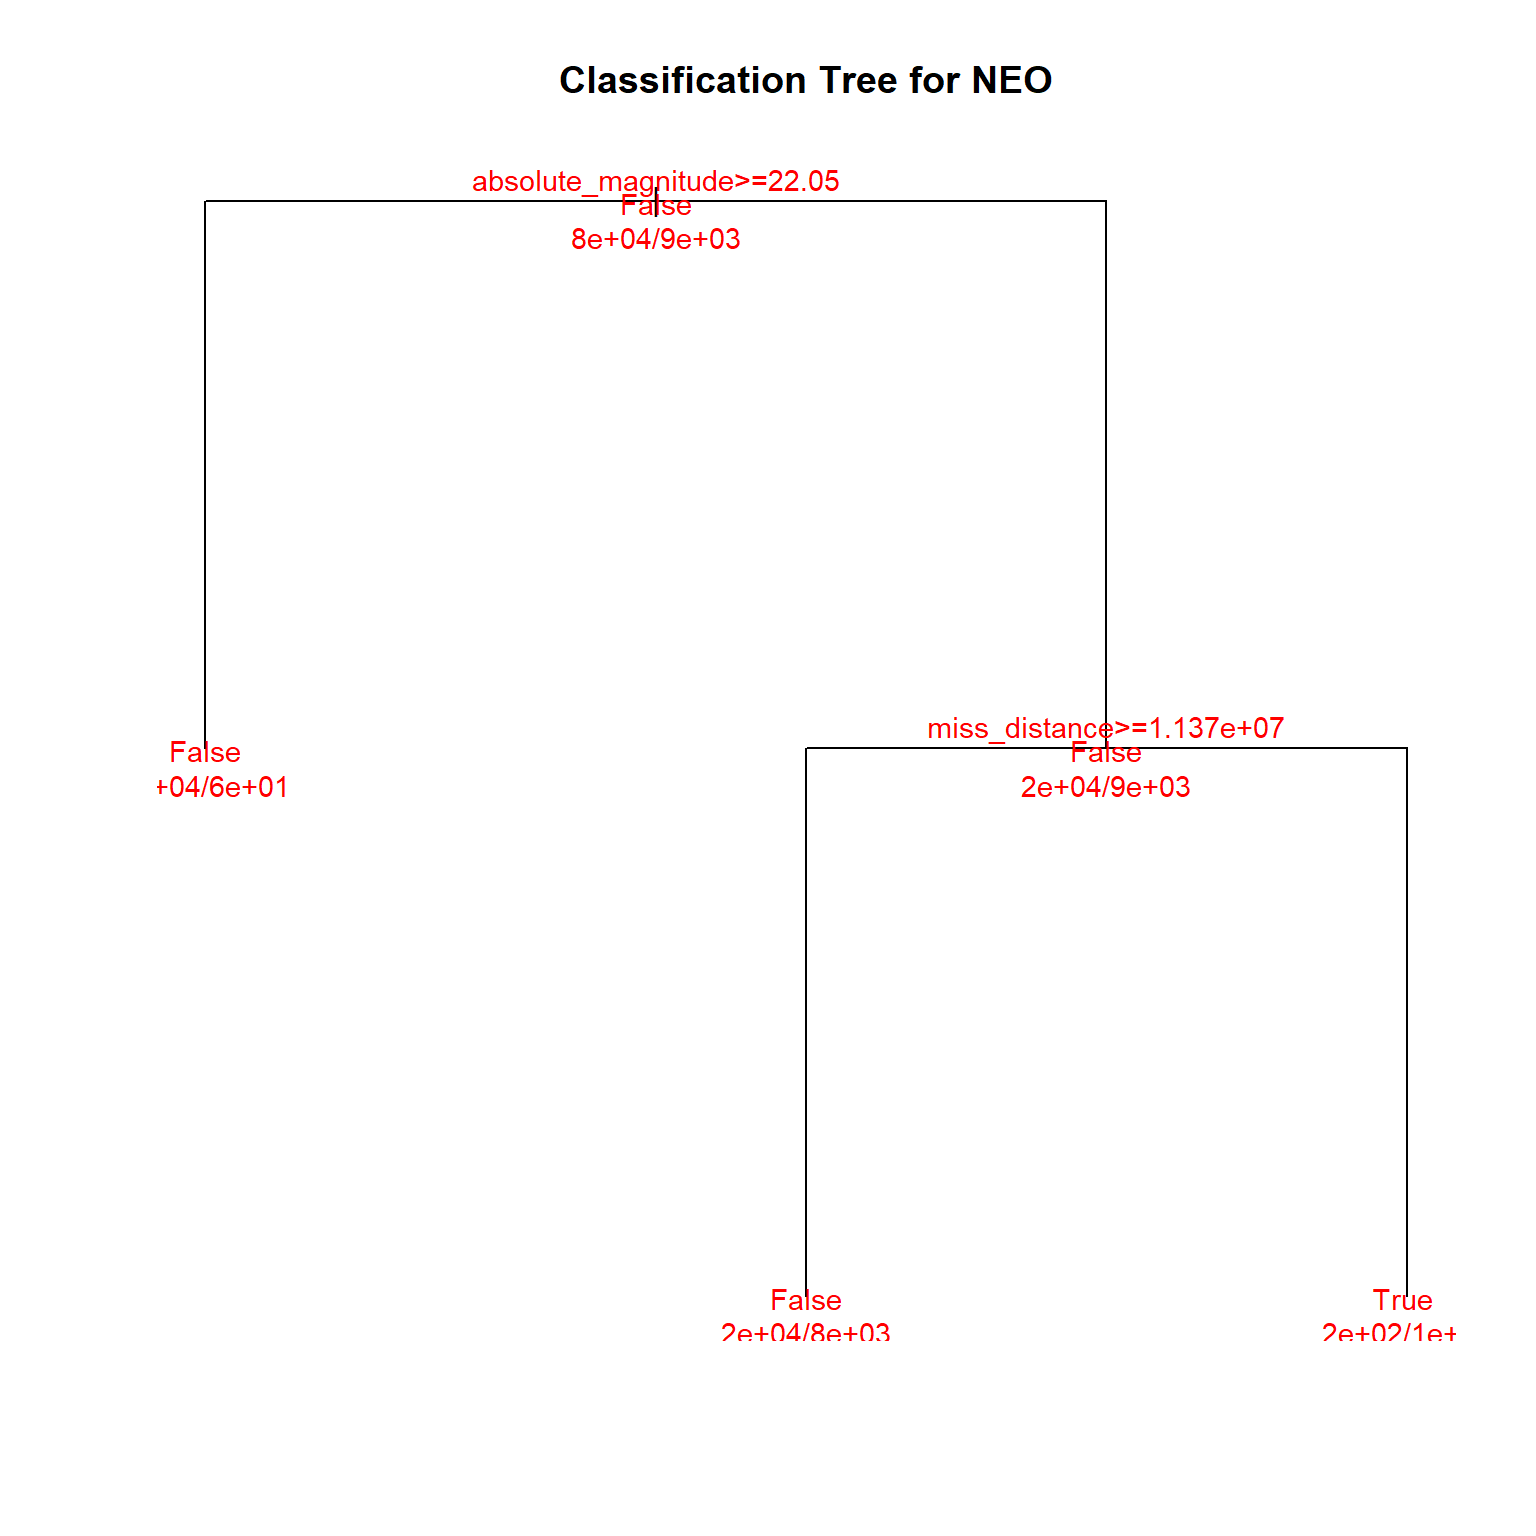 Classification Tree for NEO
absolute_magnitude>=22.05
False
8e+04/9e+03
miss_distance>=1.137e+07
False
False
+04/6e+01
2e+04/9e+03
False
True
2e+04/8e+03
2e+02/1e+